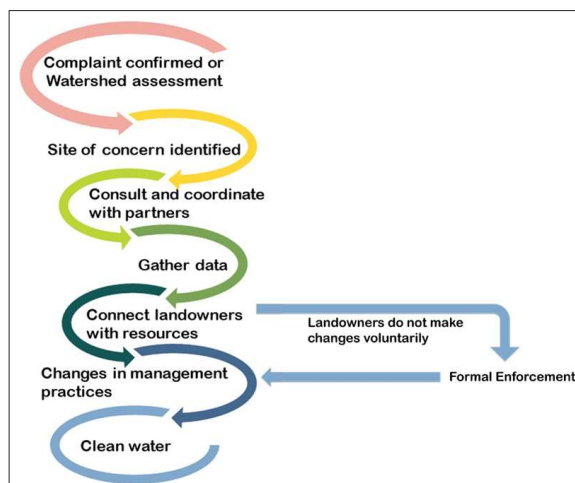 Complaint confirmed or
Watershed assessment
Site of concern identified
Consult and coordinate
with partners
Gather data
Connect landowners
with resources
Landowners do not make
changes voluntarily
Changes in management
practices
Formal Enforcement
Clean water